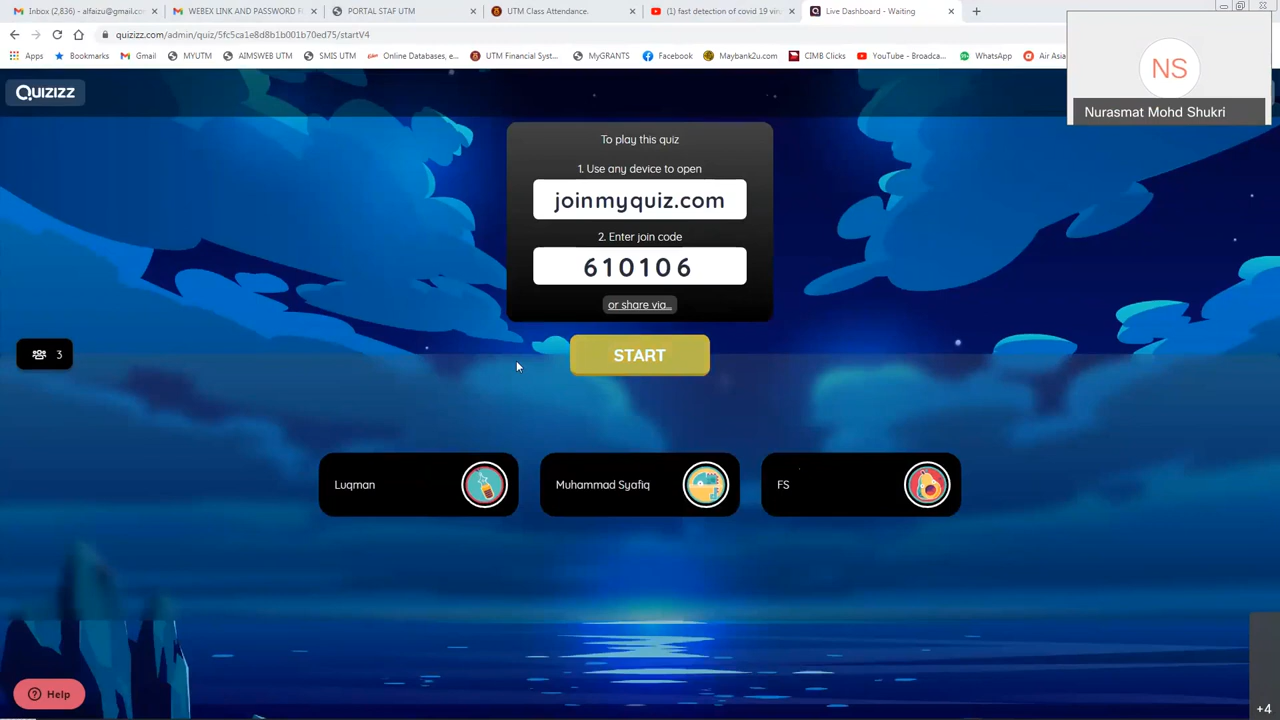 Inbox (2,836) - alfaizu@gmail.co
WEBEX LINK AND PASSWORD F
PORTAL STAF UTM
UTM Class Attendance.
(1) fast detection of covid 19 viru
Live Dashboard - Waiting
quizizz.com/admin/quiz/5fc5ca1e8d8b1b001b70ed75/startV4
Apps
Bookmarks
Gmail
MYUTM
AIMSWEB UTM
SMIS UTM
Online Databases, e...
UTM Financial Syst...
MyGRANTS
Facebook
Maybank2u.com
CIMB Clicks
YouTube - Broadca...
WhatsApp
Air Asi
NS
Nurasmat Mohd Shukri
Quizizz
To play this quiz
1. Use any device to open
joinmyquiz.com
2. Enter join code
610106
or share via...
3
START
Luqman
Muhammad Syafiq
FS
Help
+4